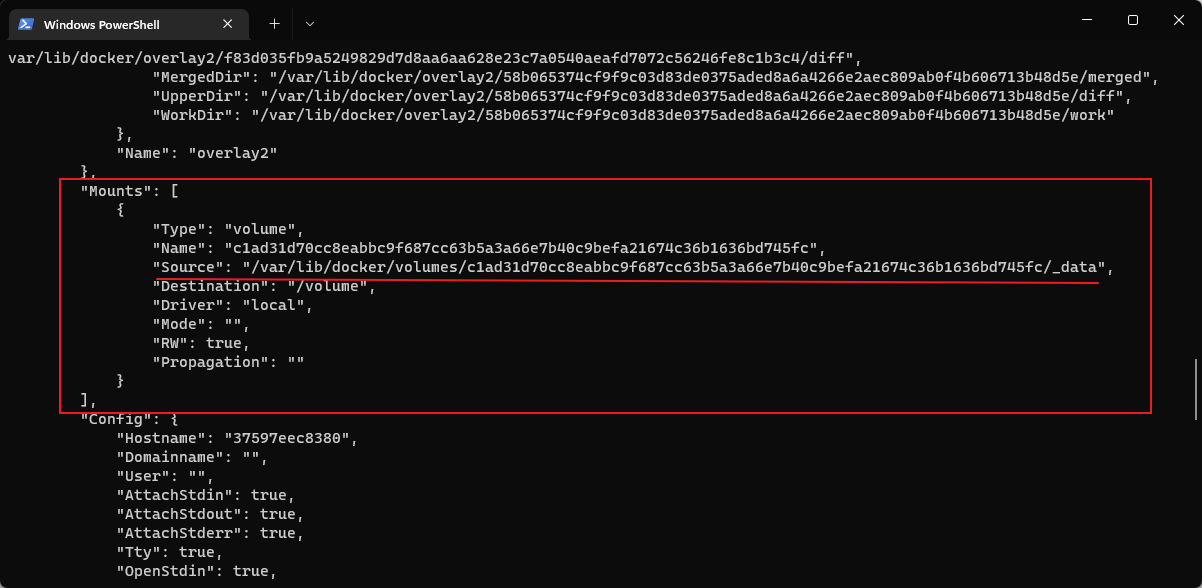 Windows PowerShell
var/lib/docker/overlay2/f83d035fb9a5249829d7d8aa6aa628e23c7a0540aeafd7072c56246fe8c1b3c4/diff",
"MergedDir": "/var/lib/docker/overlay2/58b065374cf9f9c03d83de0375aded8a6a4266e2aec809ab0f4b606713b48d5e/merged",
"UpperDir": "/var/lib/docker/overlay2/58b065374cf9f9c03d83de0375aded8a6a4266e2aec809ab0f4b606713b48d5e/diff",
"WorkDir": "/var/lib/docker/overlay2/58b065374cf9f9c03d83de0375aded8a6a4266e2aec809ab0f4b606713b48d5e/work"
},
"Name": "overlay2"
},
"Mounts": [
{
"Type": "volume",
"Name": "c1ad31d70cc8eabbc9f687cc63b5a3a66e7b40c9befa21674c36b1636bd745fc",
"Source": "/var/lib/docker/volumes/c1ad31d70cc8eabbc9f687cc63b5a3a66e7b40c9befa21674c36b1636bd745fc/_data",
"Destination": "/volume",
"Driver": "local",
"Mode": "",
"RW": true,
"Propagation": ""
}
],
"Config": {
"Hostname": "37597eec8380",
"Domainname": "",
"User": "",
"AttachStdin": true,
"AttachStdout": true,
"AttachStderr": true,
"Tty": true,
"OpenStdin": true,